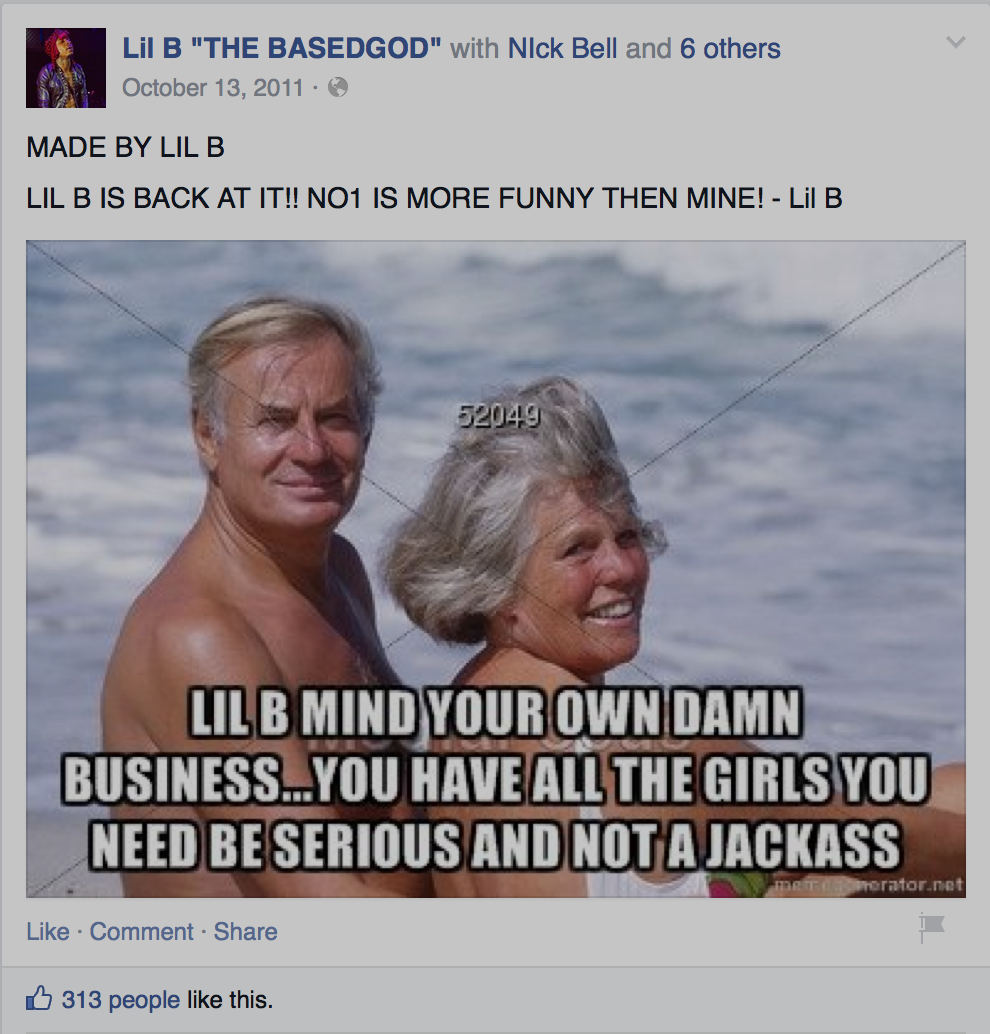 Lil B "THE BASEDGOD" with NIck Bell and 6 others
October 13, 2011 ·
MADE BY LIL B
LIL B IS BACK AT IT!! NO1 IS MORE FUNNY THEN MINE! - Lil B
52049
LIL B MIND YOUR OWN DAMN
BUSINESS...YOU HAVE ALL THE GIRLS YOU
NEED BE SERIOUS AND NOT A JACKASS
memegenerator.net
Like · Comment · Share
313 people like this.